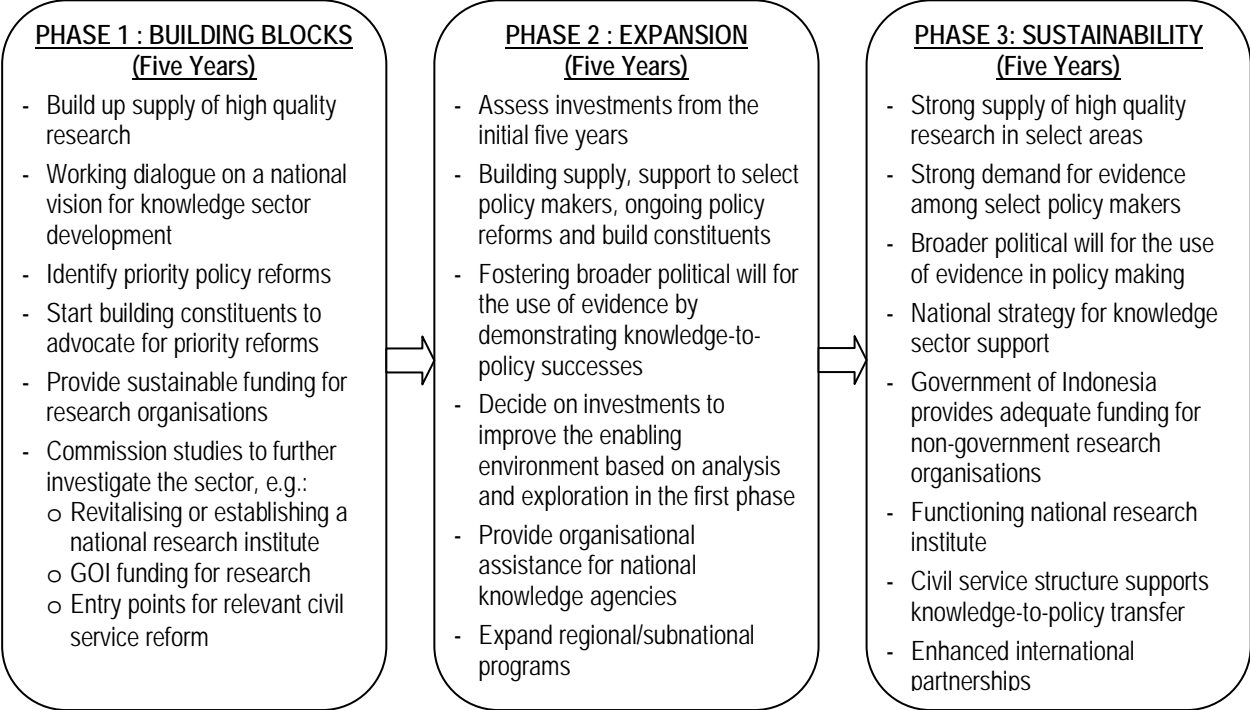 PHASE 1 : BUILDING BLOCKS
(Five Years)
- Build up supply of high quality
research
- Working dialogue on a national
vision for knowledge sector
development
- Identify priority policy reforms
- Start building constituents to
advocate for priority reforms
- Provide sustainable funding for
research organisations
- Commission studies to further
investigate the sector, e.g.:
o Revitalising or establishing a
national research institute
o GOI funding for research
o Entry points for relevant civil
service reform
PHASE 2 : EXPANSION
(Five Years)
- Assess investments from the
initial five years
- Building supply, support to select
policy makers, ongoing policy
reforms and build constituents
- Fostering broader political will for
the use of evidence by
demonstrating knowledge-to-
policy successes
- Decide on investments to
improve the enabling
environment based on analysis
and exploration in the first phase
- Provide organisational
assistance for national
knowledge agencies
- Expand regional/subnational
programs
PHASE 3: SUSTAINABILITY
(Five Years)
- Strong supply of high quality
research in select areas
- Strong demand for evidence
among select policy makers
- Broader political will for the use
of evidence in policy making
- National strategy for knowledge
sector support
- Government of Indonesia
provides adequate funding for
non-government research
organisations
- Functioning national research
institute
- Civil service structure supports
knowledge-to-policy transfer
- Enhanced international
partnerships